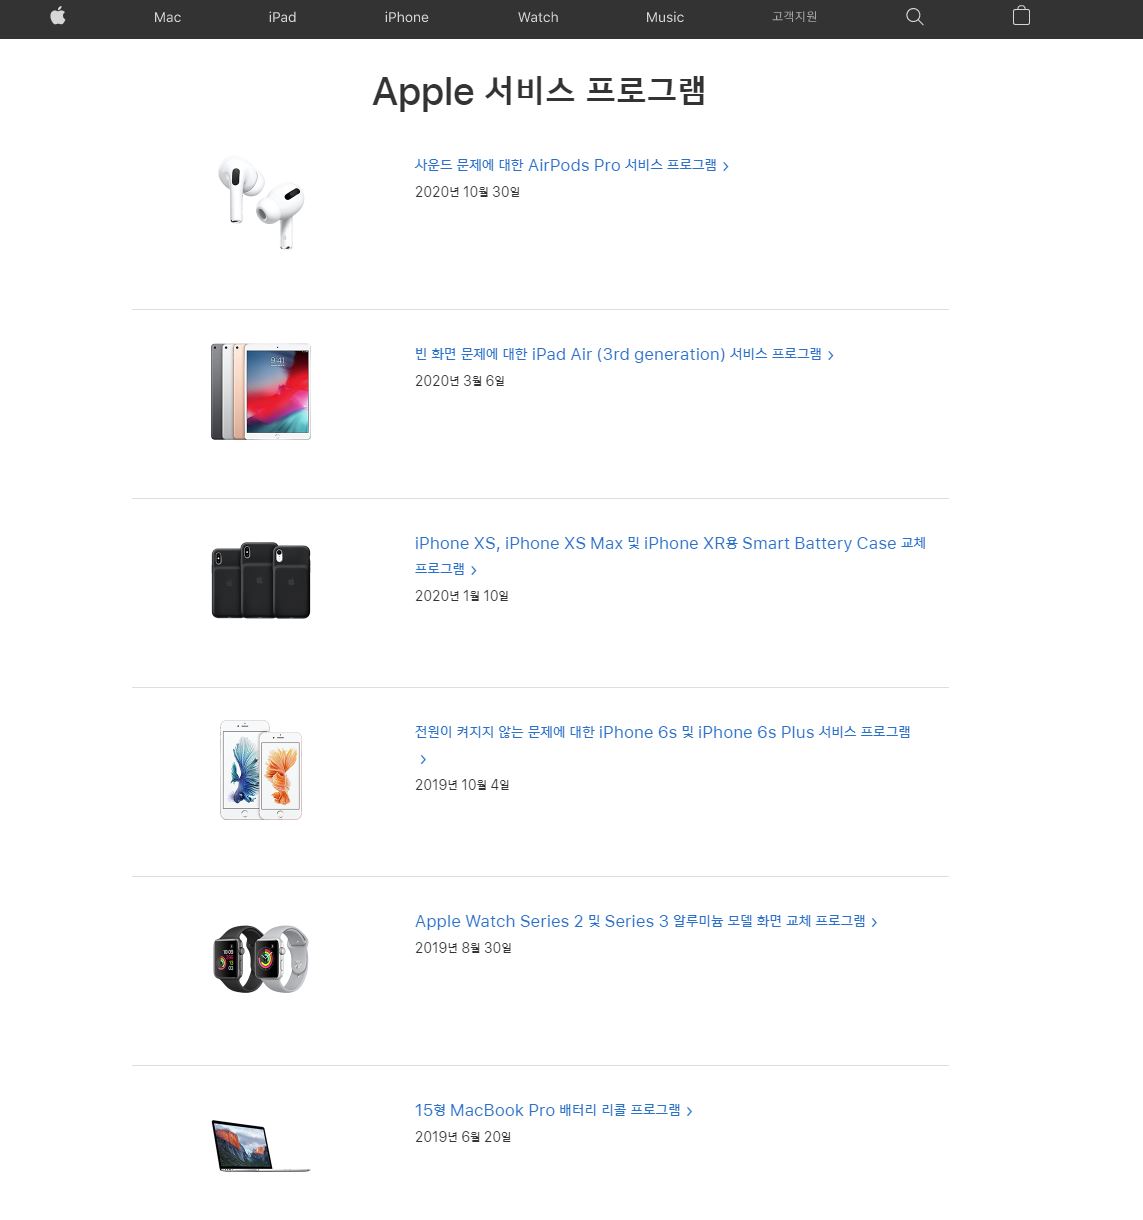 Mac iPad iPhone Watch Music 고객지원
Apple 서비스 프로그램
사운드 문제에 대한 AirPods Pro 서비스 프로그램 ›
2020년 10월 30일
빈 화면 문제에 대한 iPad Air (3rd generation) 서비스 프로그램 ›
2020년 3월 6일
9:41
iPhone XS, iPhone XS Max 및 iPhone XR용 Smart Battery Case 교체
프로그램 ›
2020년 1월 10일
전원이 켜지지 않는 문제에 대한 iPhone 6s 및 iPhone 6s Plus 서비스 프로그램
›
2019년 10월 4일
Apple Watch Series 2 및 Series 3 알루미늄 모델 화면 교체 프로그램 ›
2019년 8월 30일
15형 MacBook Pro 배터리 리콜 프로그램 ›
2019년 6월 20일